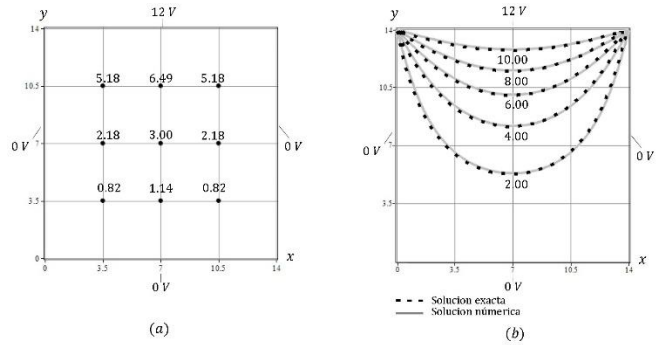 y
12 V
14
5.18 6.49 5.18
10.5
2.18 3.00 2.18
0 V
7
0 V
0.82 1.14 0.82
3.5
0
x
0 3.5 7 10.5 14
0 V
(a)
y
12 V
14
10.00
10.5
8.00
6.00
4.00
0 V
7
0 V
2.00
3.5
x
0 3.5 7 10.5 14
0 V
Solucion exacta
Solucion númerica
(b)